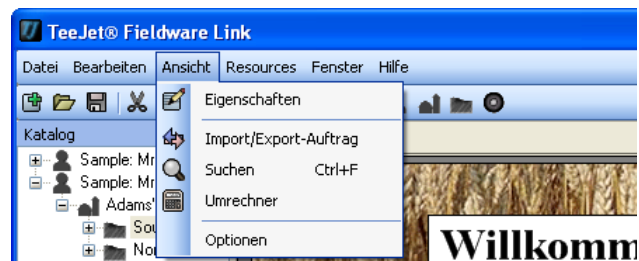 TeeJet® Fieldware Link
Datei Bearbeiten Ansicht Resources Fenster Hilfe
Eigenschaften
Katalog
Import/Export-Auftrag
Sample: Mr
Suchen Ctrl+F
Sample: Mr
Umrechner
Adams'
Sou
Optionen
Nor
Willkomm